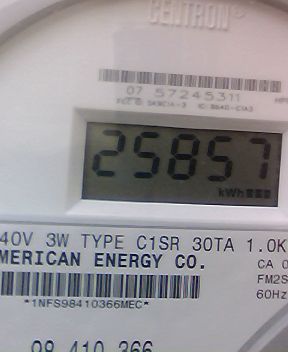 CENTRON®
07 57245311
25857
kWh
40V 3W TYPE C1SR 30TA 1.0K
MERICAN ENERGY CO.
CA 0
FM2S
*1NFS98410366MEC*
60Hz
98 410 366